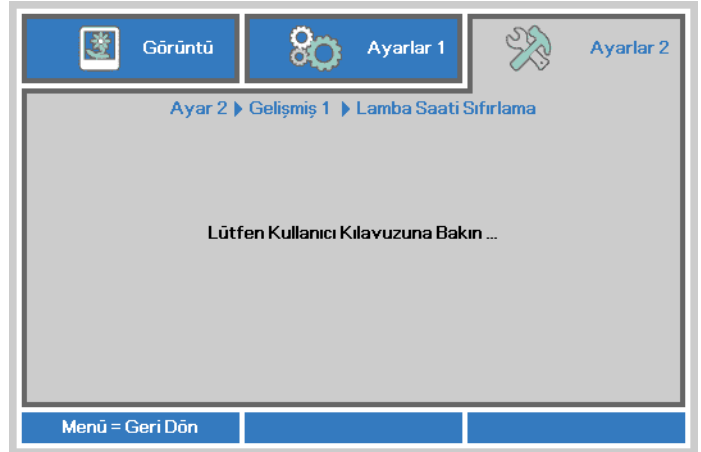 Görüntü
Ayarlar 1
Ayarlar 2
Ayar 2 Gelişmiş 1 Lamba Saati Sıfırlama
Lütfen Kullanıcı Kılavuzuna Bakın ...
Menü = Geri Dön